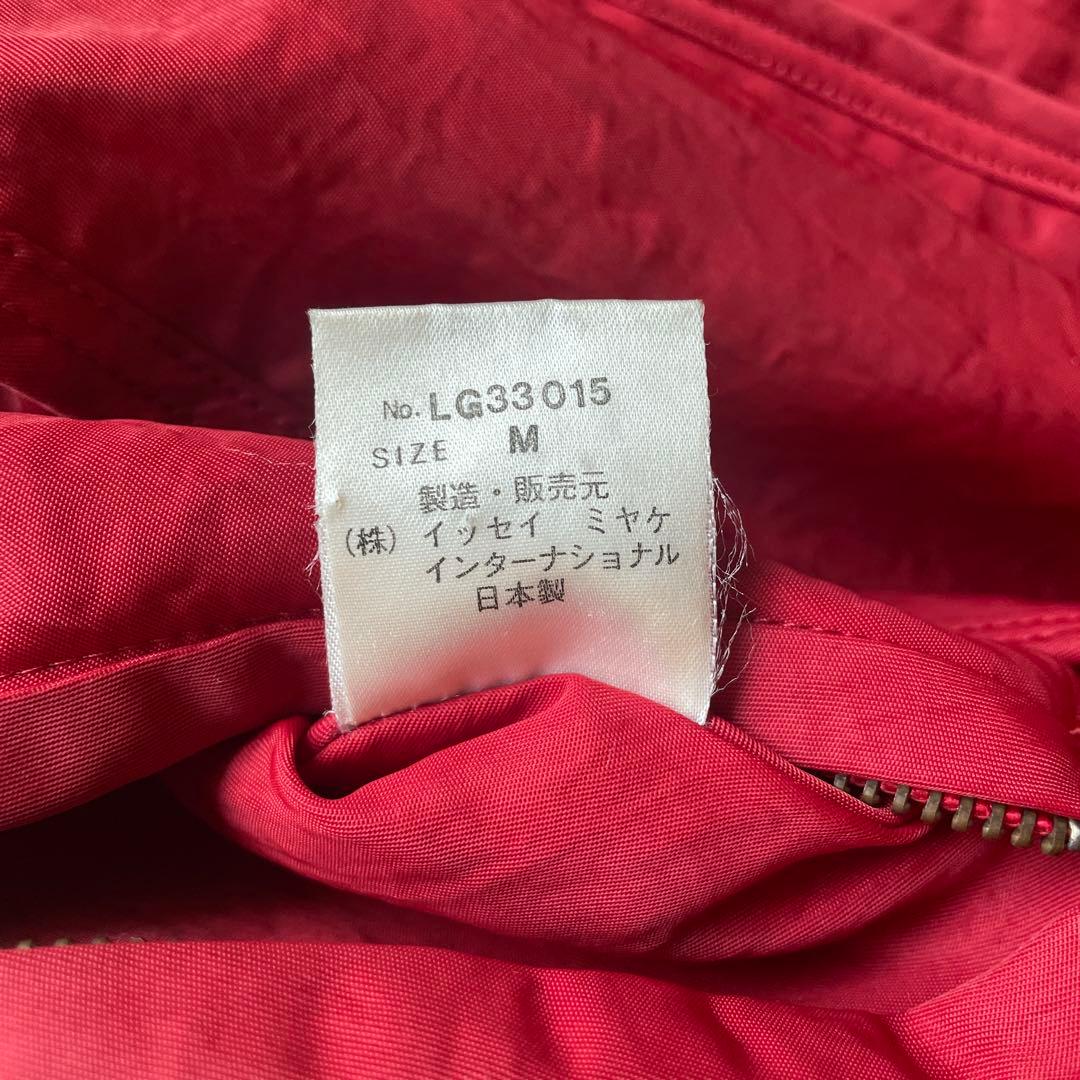 No. LG33015
SIZE M
製造・販売元
(株) イッセイ ミヤケ
インターナショナル
日本製